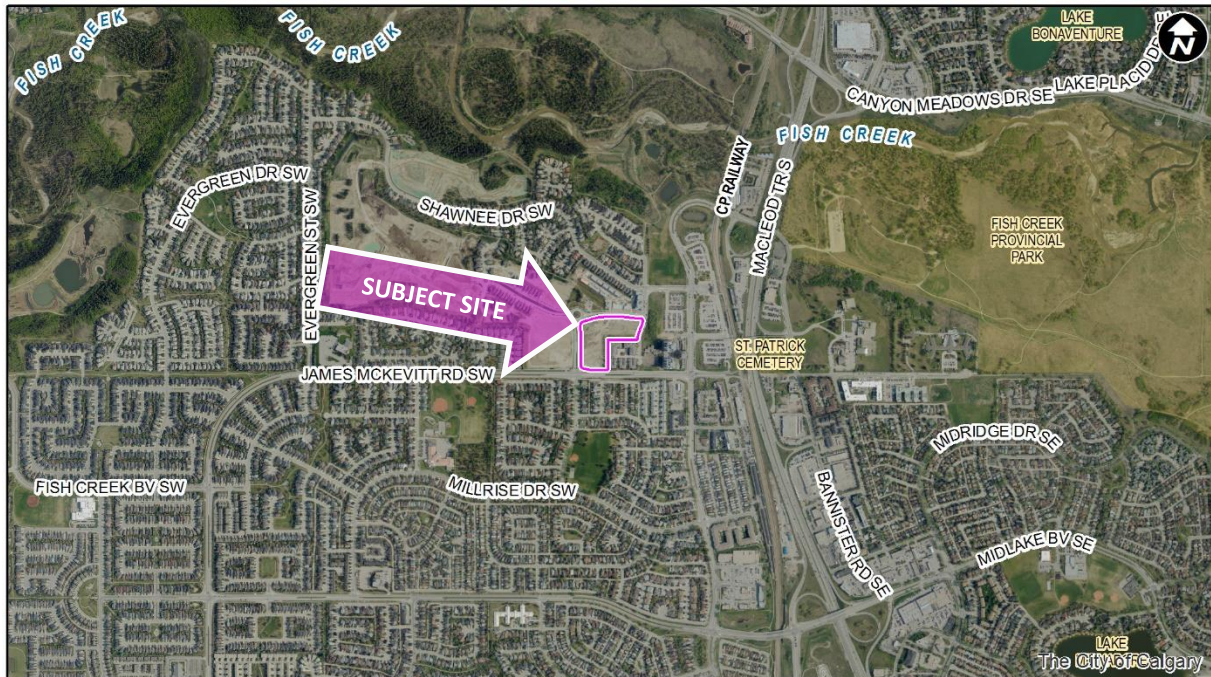 FISH CREEK
FISH CREEK
LAKE
BONAVENTURE
N
CANYON MEADOWS DR SE
LAKE PLACID DR SE
FISH CREEK
CP RAILWAY
MACLEOD TR S
EVERGREEN DR SW
EVERGREEN ST SW
SHAWNEE DR SW
FISH CREEK
PROVINCIAL
PARK
SUBJECT SITE
ST. PATRICK
CEMETERY
JAMES MCKEVITT RD SW
MIDRIDGE DR SE
FISH CREEK BV SW
MILLRISE DR SW
BANNISTER RD SE
MIDLAKE BV SE
LAKE
The City of Calgary